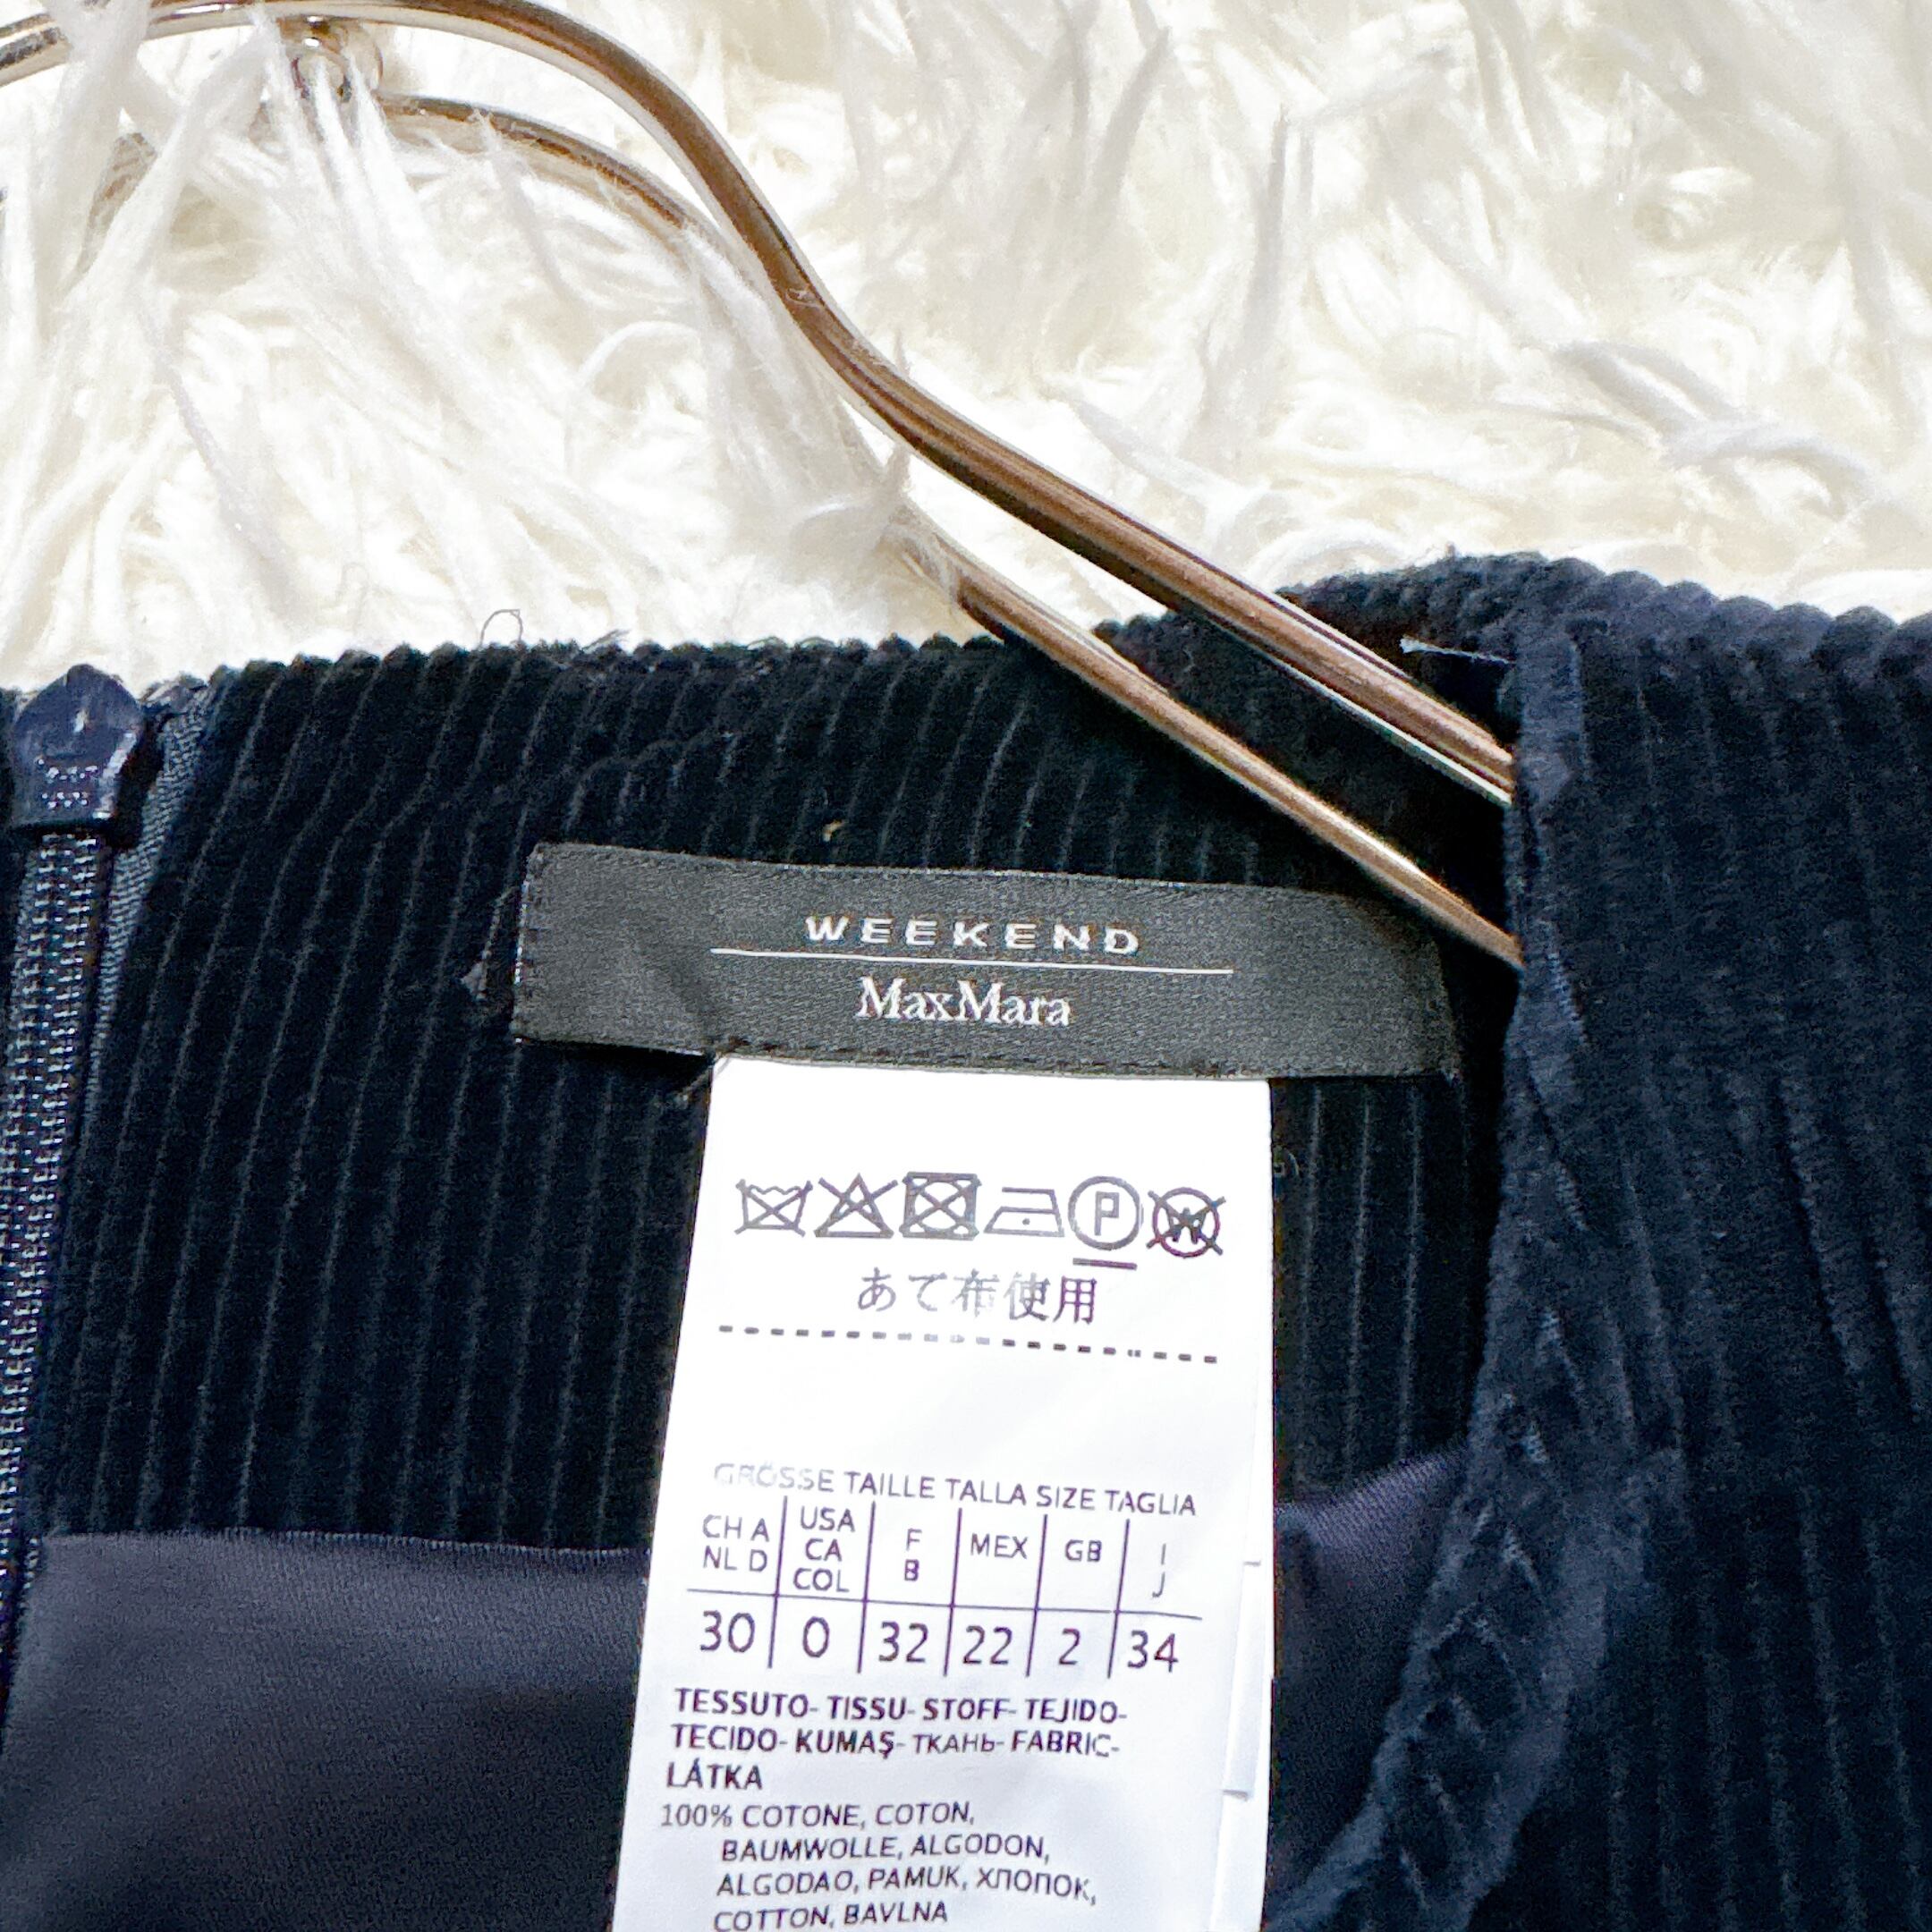 WEEKEND
MaxMara
P W
あて布使用
GRÖSSE TAILLE TALLA SIZE TAGLIA
CH A NL D USA CA COL F B MEX GB I J
30 0 32 22 2 34
TESSUTO- TISSU- STOFF- TEJIDO-
TECIDO- KUMAŞ- ТКАНЬ- FABRIC-
LÁTKA
100% COTONE, COTON,
BAUMWOLLE, ALGODON,
ALGODAO, PAMUK, ХЛОПОК,
COTTON, BAVLNA